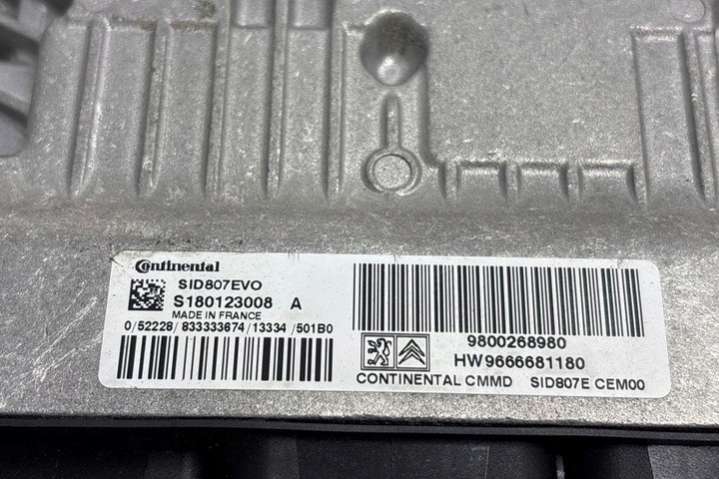 Continental
SID807EVO
S180123008 A
MADE IN FRANCE
0/52228/833333674/13334/501B0
9800268980
HW9666681180
CONTINENTAL CMMD SID807E CEM00